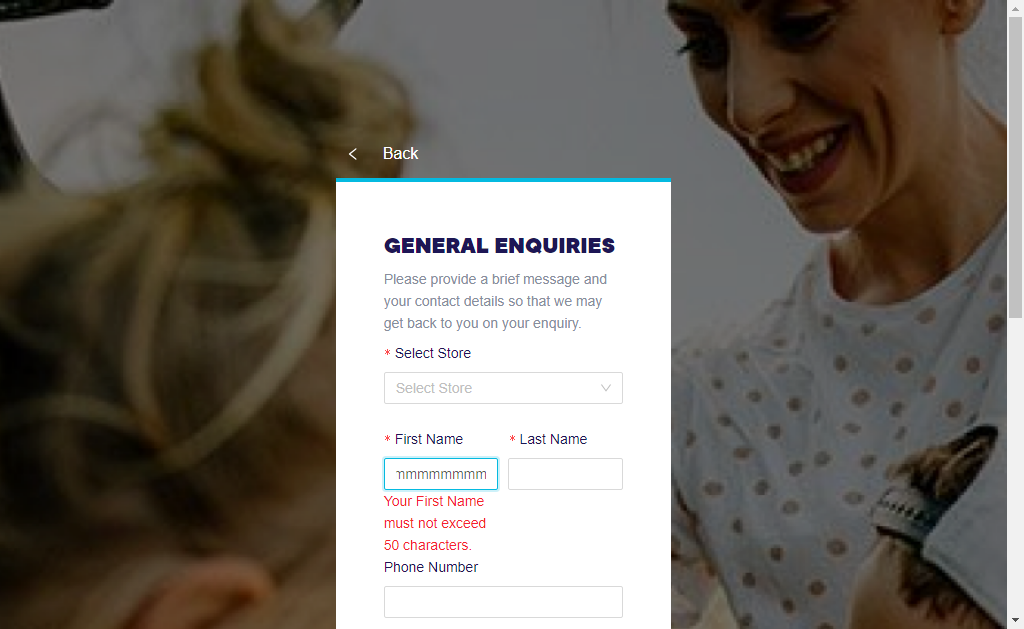 Back
GENERAL ENQUIRIES
Please provide a brief message and
your contact details so that we may
get back to you on your enquiry.
* Select Store
Select Store
* First Name * Last Name
mmmmmmmm
Your First Name
must not exceed
50 characters.
Phone Number